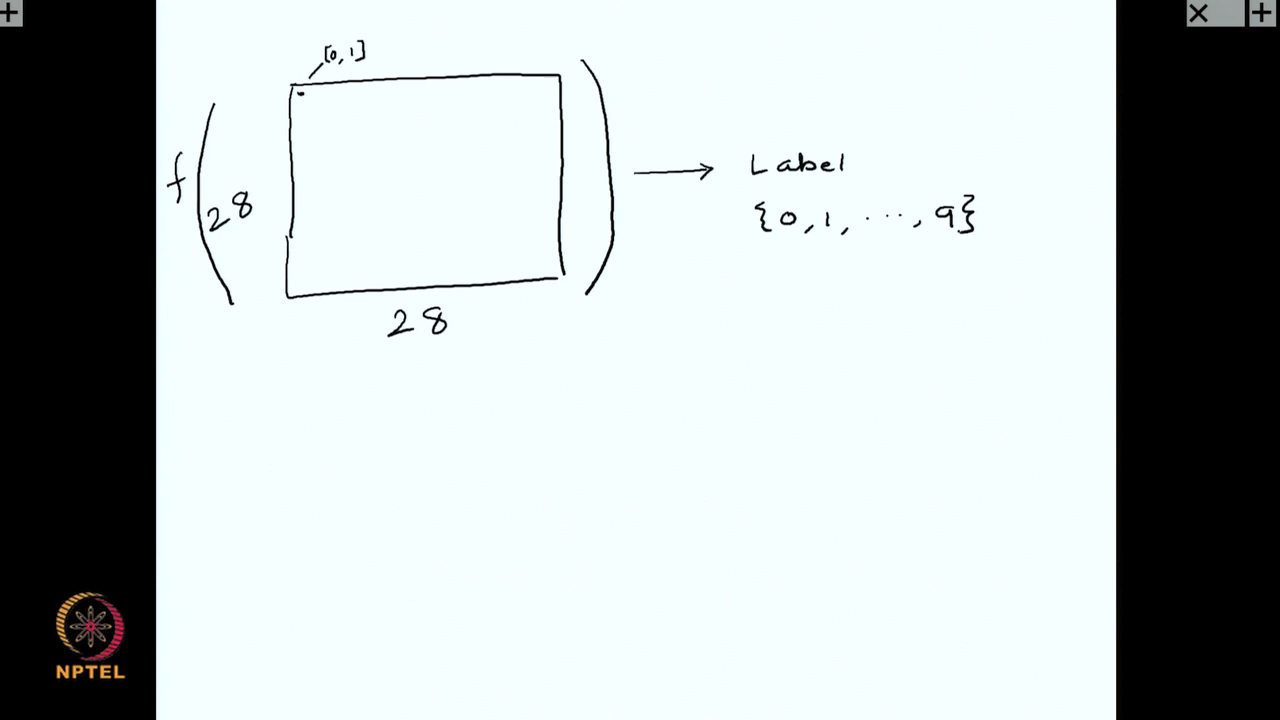 [0, 1]
f ( 28 ) → Label
{0, 1, ..., 9}
28
NPTEL